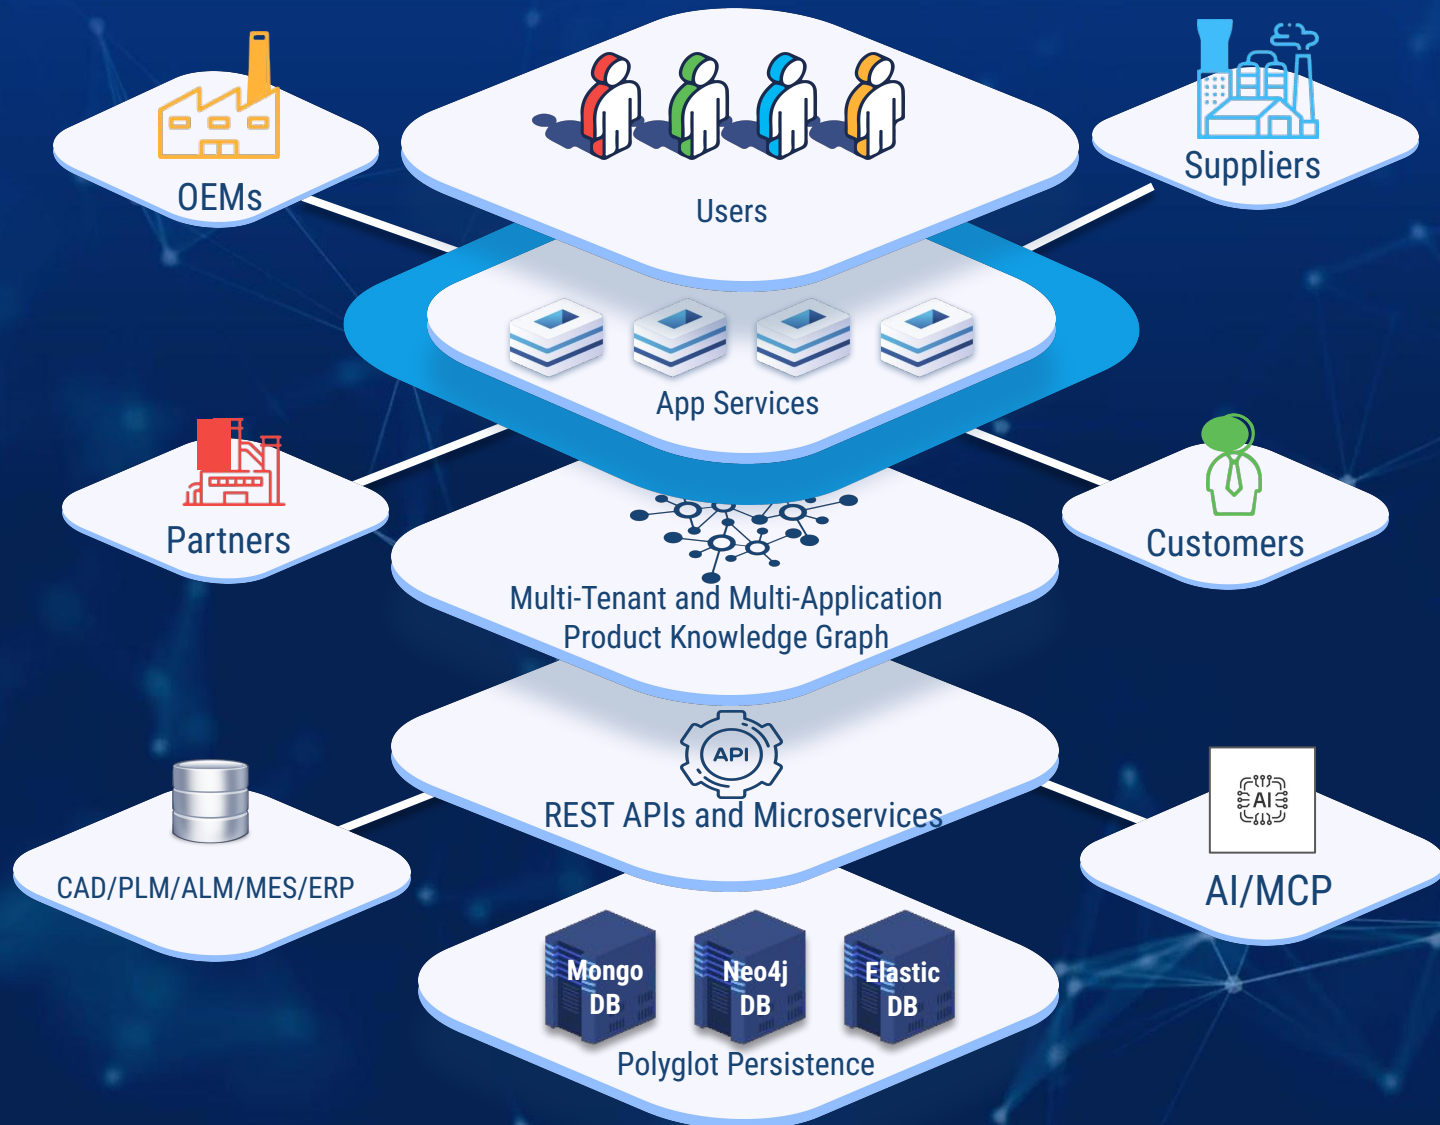 OEMs
Users
Suppliers
App Services
Partners
Customers
Multi-Tenant and Multi-Application
Product Knowledge Graph
API
REST APIs and Microservices
CAD/PLM/ALM/MES/ERP
AI
AI/MCP
Mongo
DB
Neo4j
DB
Elastic
DB
Polyglot Persistence